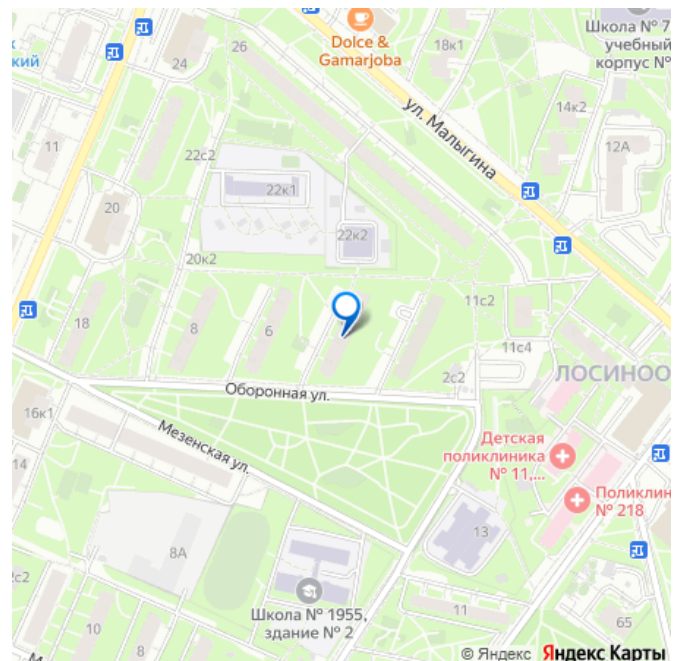 Школа № 7
учебный
корпус №
Dolce &
Gamarjoba
26
18к1
24
ский
ул. Малыгина
14к2
12А
11
22с2
22к1
20
22к2
20к2
11с2
18
8
6
11с4
2с2
ЛОСИНОО
Оборонная ул.
16к1
Мезенская ул.
Детская
поликлиника
№ 11,...
14
Поликлин
№ 218
13
8А
2с2
Школа № 1955,
здание № 2
11
10
8
65
© Яндекс Яндекс Карты